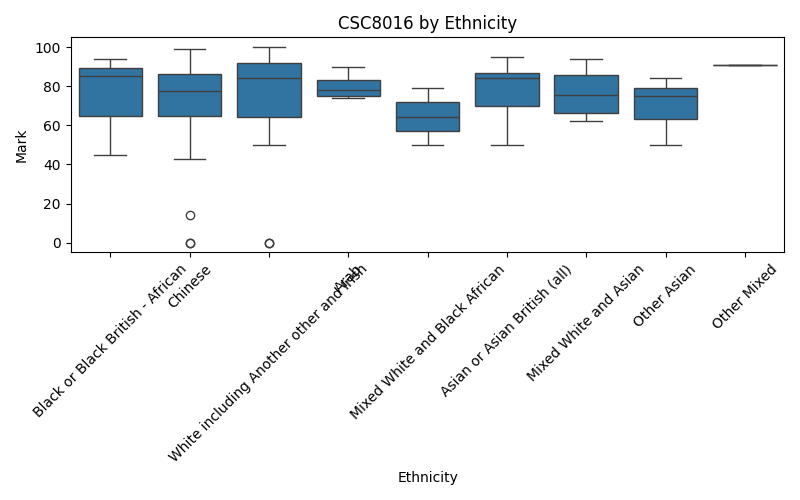 CSC8016 by Ethnicity
100
80
60
40
20
0
Mark
Black or Black British - African
Chinese
White including Another other and Irish
Arab
Mixed White and Black African
Asian or Asian British (all)
Mixed White and Asian
Other Asian
Other Mixed
Ethnicity